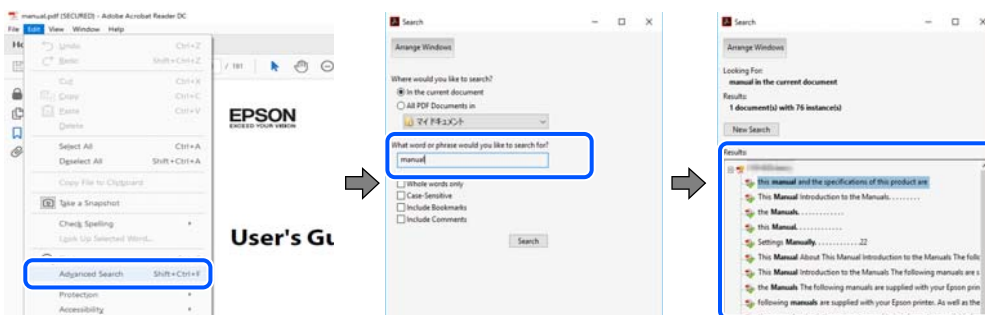 manual.pdf (SECURED) - Adobe Acrobat Reader DC
File Edit View Window Help
Undo Ctrl+Z
Redo Shift+Ctrl+Z
Cut Ctrl+X
Copy Ctrl+C
Paste Ctrl+V
Delete
Select All Ctrl+A
Deselect All Shift+Ctrl+A
Copy File to Clipboard
Take a Snapshot
Check Spelling
Look Up Selected Word...
Advanced Search Shift+Ctrl+F
Protection
Accessibility
/ 191
EPSON
EXCEED YOUR VISION
User's Gu
Search
Arrange Windows
Where would you like to search?
In the current document
All PDF Documents in
マイ ドキュメント
What word or phrase would you like to search for?
manual
Whole words only
Case-Sensitive
Include Bookmarks
Include Comments
Search
Search
Arrange Windows
Looking For:
manual in the current document
Results:
1 document(s) with 76 instance(s)
New Search
Results:
this manual and the specifications of this product are
This Manual Introduction to the Manuals. . . . . . . . .
the Manuals. . . . . . . . . . . . .
this Manual. . . . . . . . . . . . .
Settings Manually. . . . . . . . . . . . .22
This Manual About This Manual Introduction to the Manuals The follo
This Manual Introduction to the Manuals The following manuals are s
the Manuals The following manuals are supplied with your Epson prin
following manuals are supplied with your Epson printer. As well as the